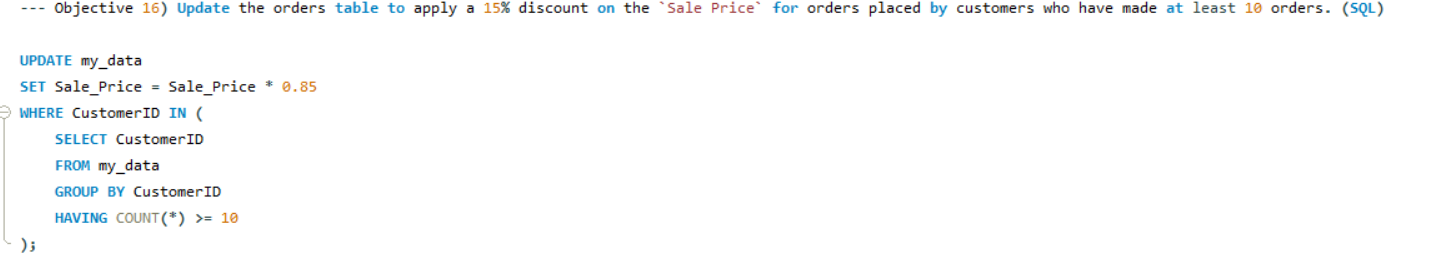 --- Objective 16) Update the orders table to apply a 15% discount on the `Sale Price` for orders placed by customers who have made at least 10 orders. (SQL)
UPDATE my_data
SET Sale_Price = Sale_Price * 0.85
WHERE CustomerID IN (
SELECT CustomerID
FROM my_data
GROUP BY CustomerID
HAVING COUNT(*) >= 10
);